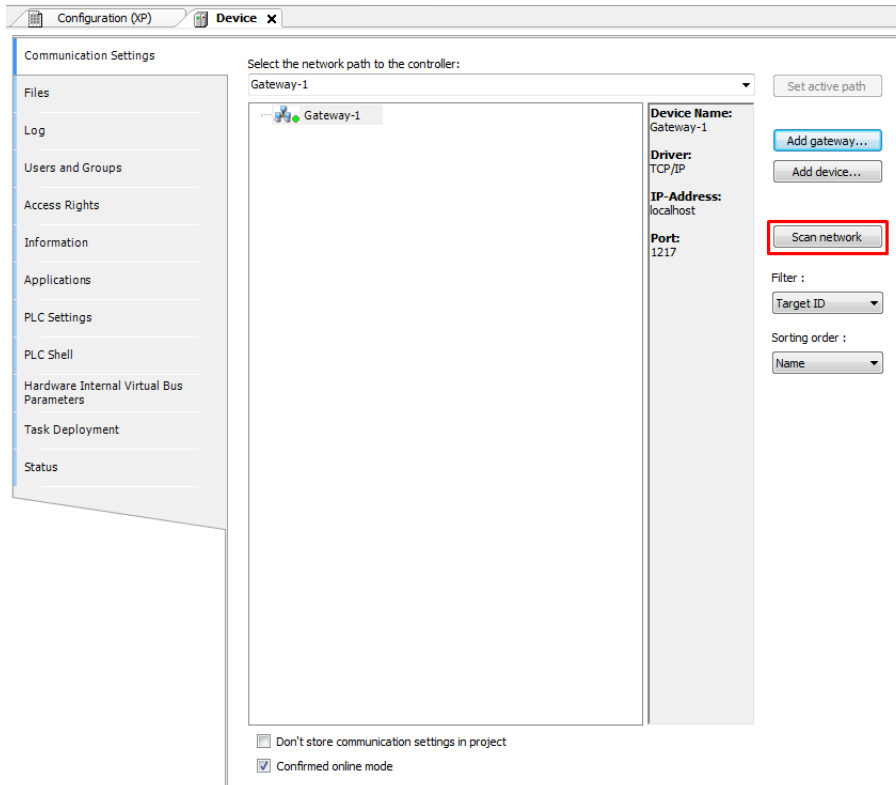 Configuration (XP)
Device
Communication Settings
Files
Log
Users and Groups
Access Rights
Information
Applications
PLC Settings
PLC Shell
Hardware Internal Virtual Bus
Parameters
Task Deployment
Status
Select the network path to the controller:
Gateway-1
Gateway-1
Device Name:
Gateway-1
Driver:
TCP/IP
IP-Address:
localhost
Port:
1217
Set active path
Add gateway...
Add device...
Scan network
Filter :
Target ID
Sorting order :
Name
Don't store communication settings in project
Confirmed online mode